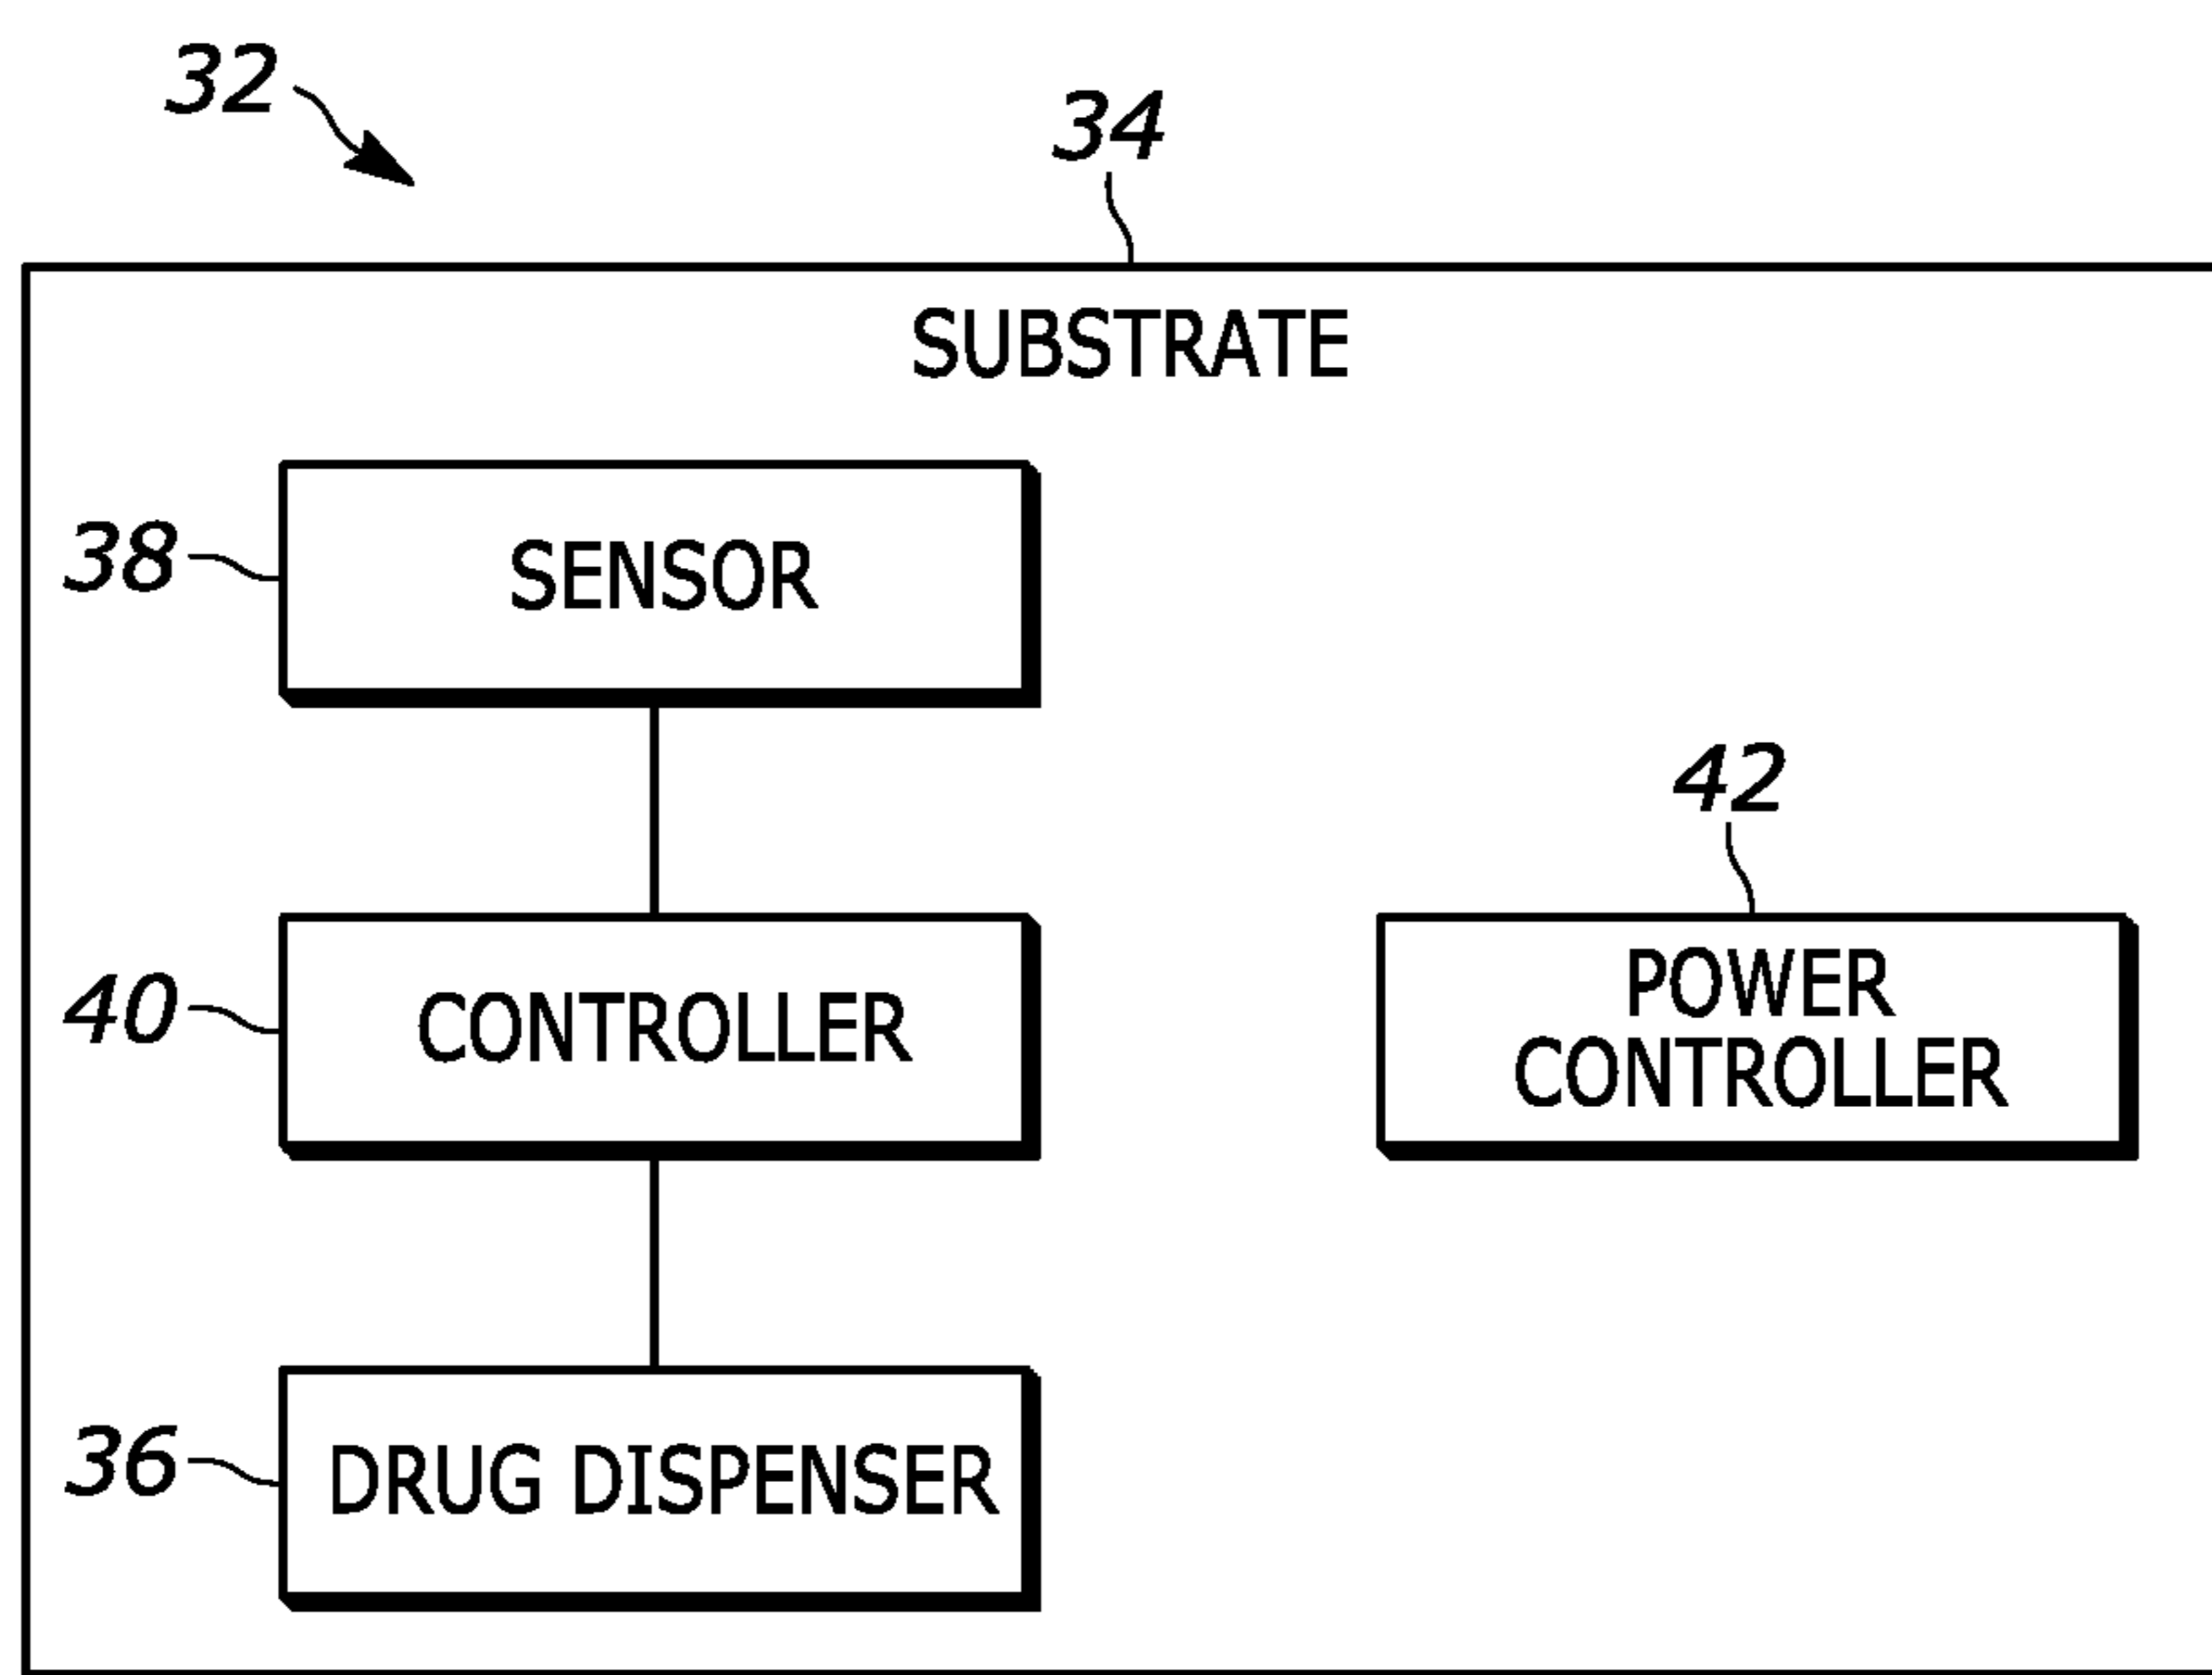 32
34
SUBSTRATE
38
SENSOR
42
40
CONTROLLER
POWER
CONTROLLER
36
DRUG DISPENSER